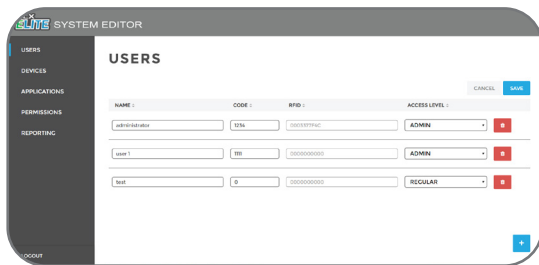 ELITE SYSTEM EDITOR
USERS
DEVICES
APPLICATIONS
PERMISSIONS
REPORTING
LOGOUT
USERS
CANCEL SAVE
NAME CODE RFID ACCESS LEVEL
administrator 1234 ADMIN
user 1 1111 ADMIN
test 0 0000000000 REGULAR
+